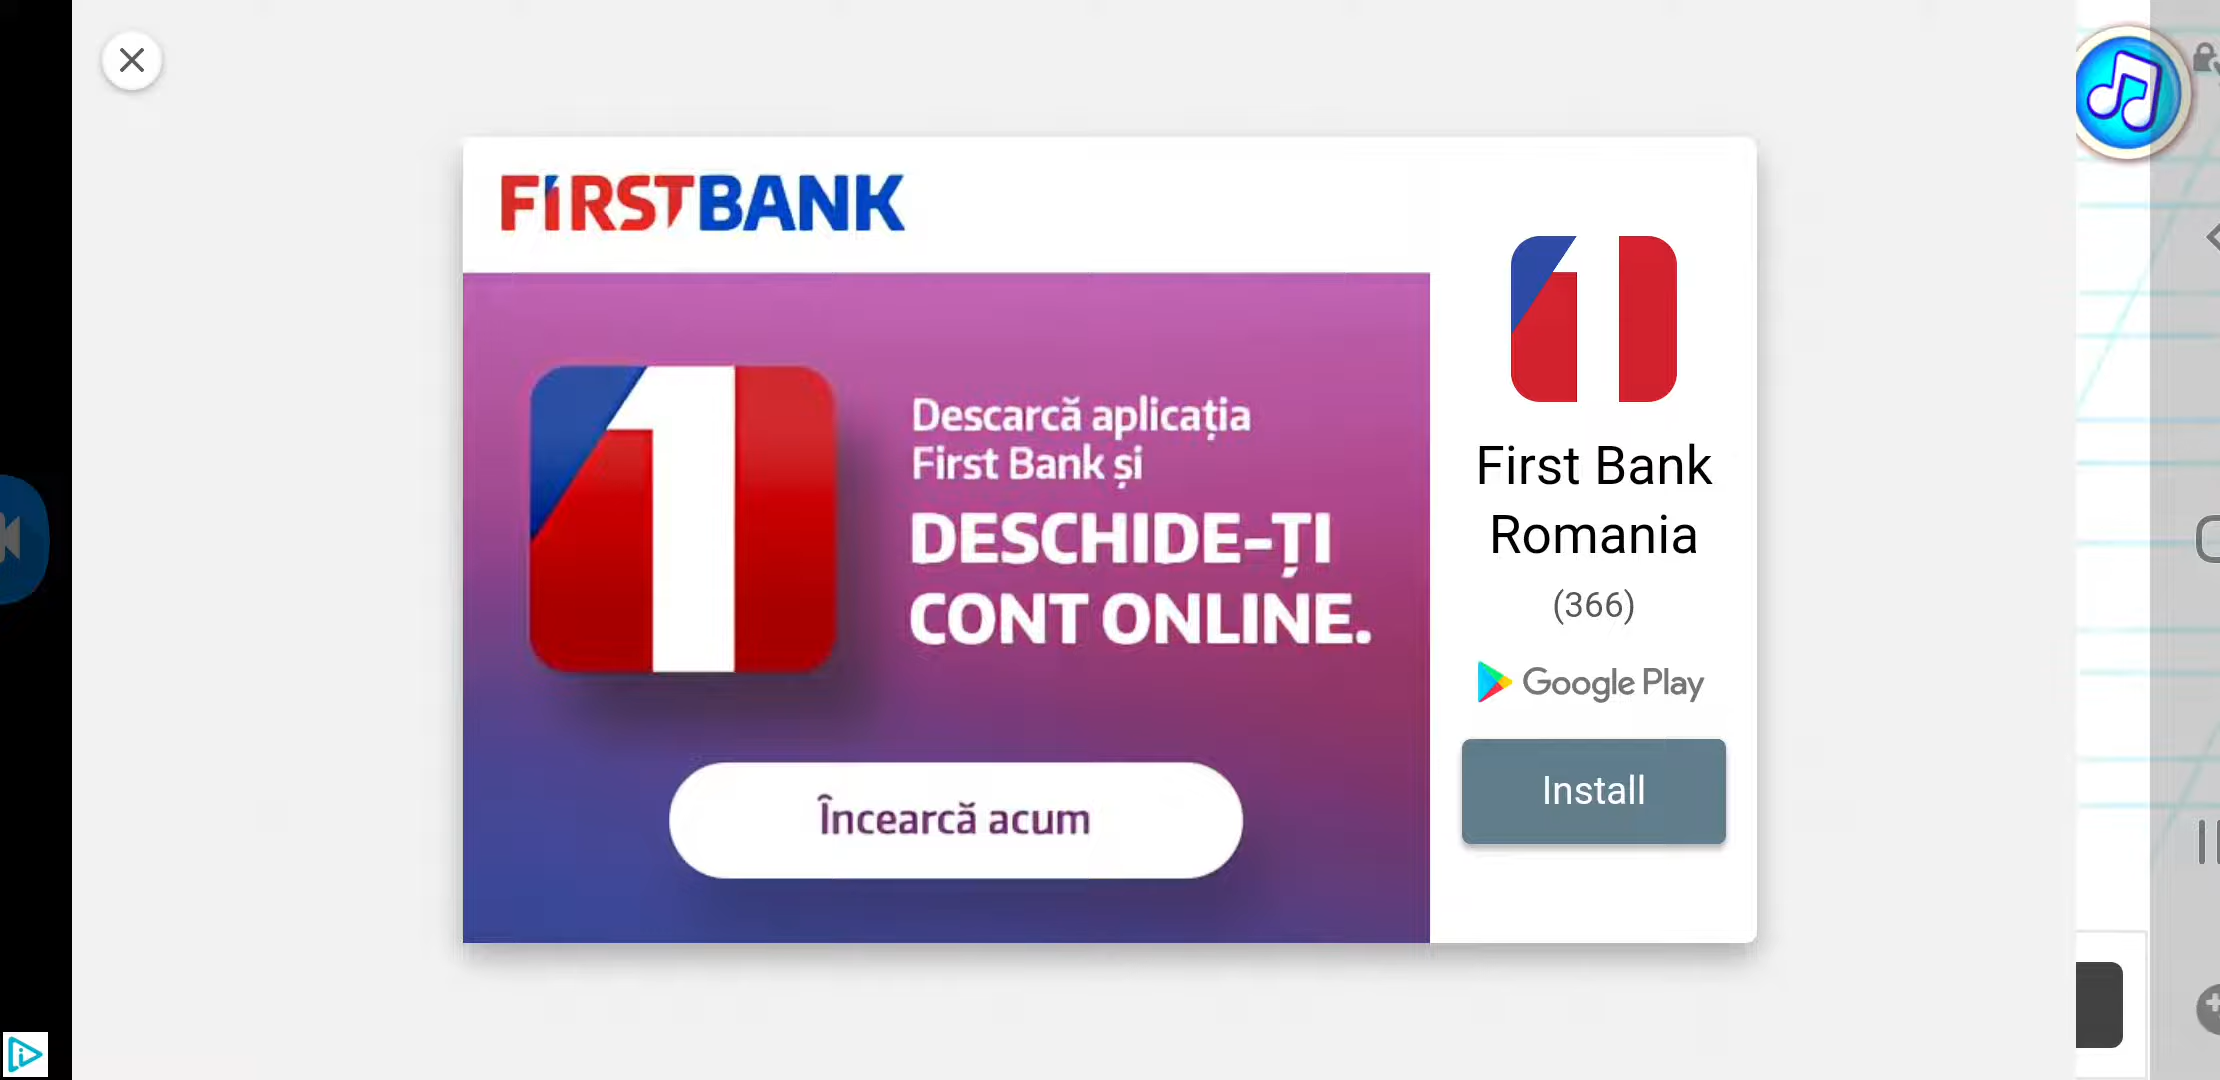 FIRSTBANK
Descarcă aplicația
First Bank și
DESCHIDE-ȚI
CONT ONLINE.
Încearcă acum
First Bank
Romania
(366)
Google Play
Install